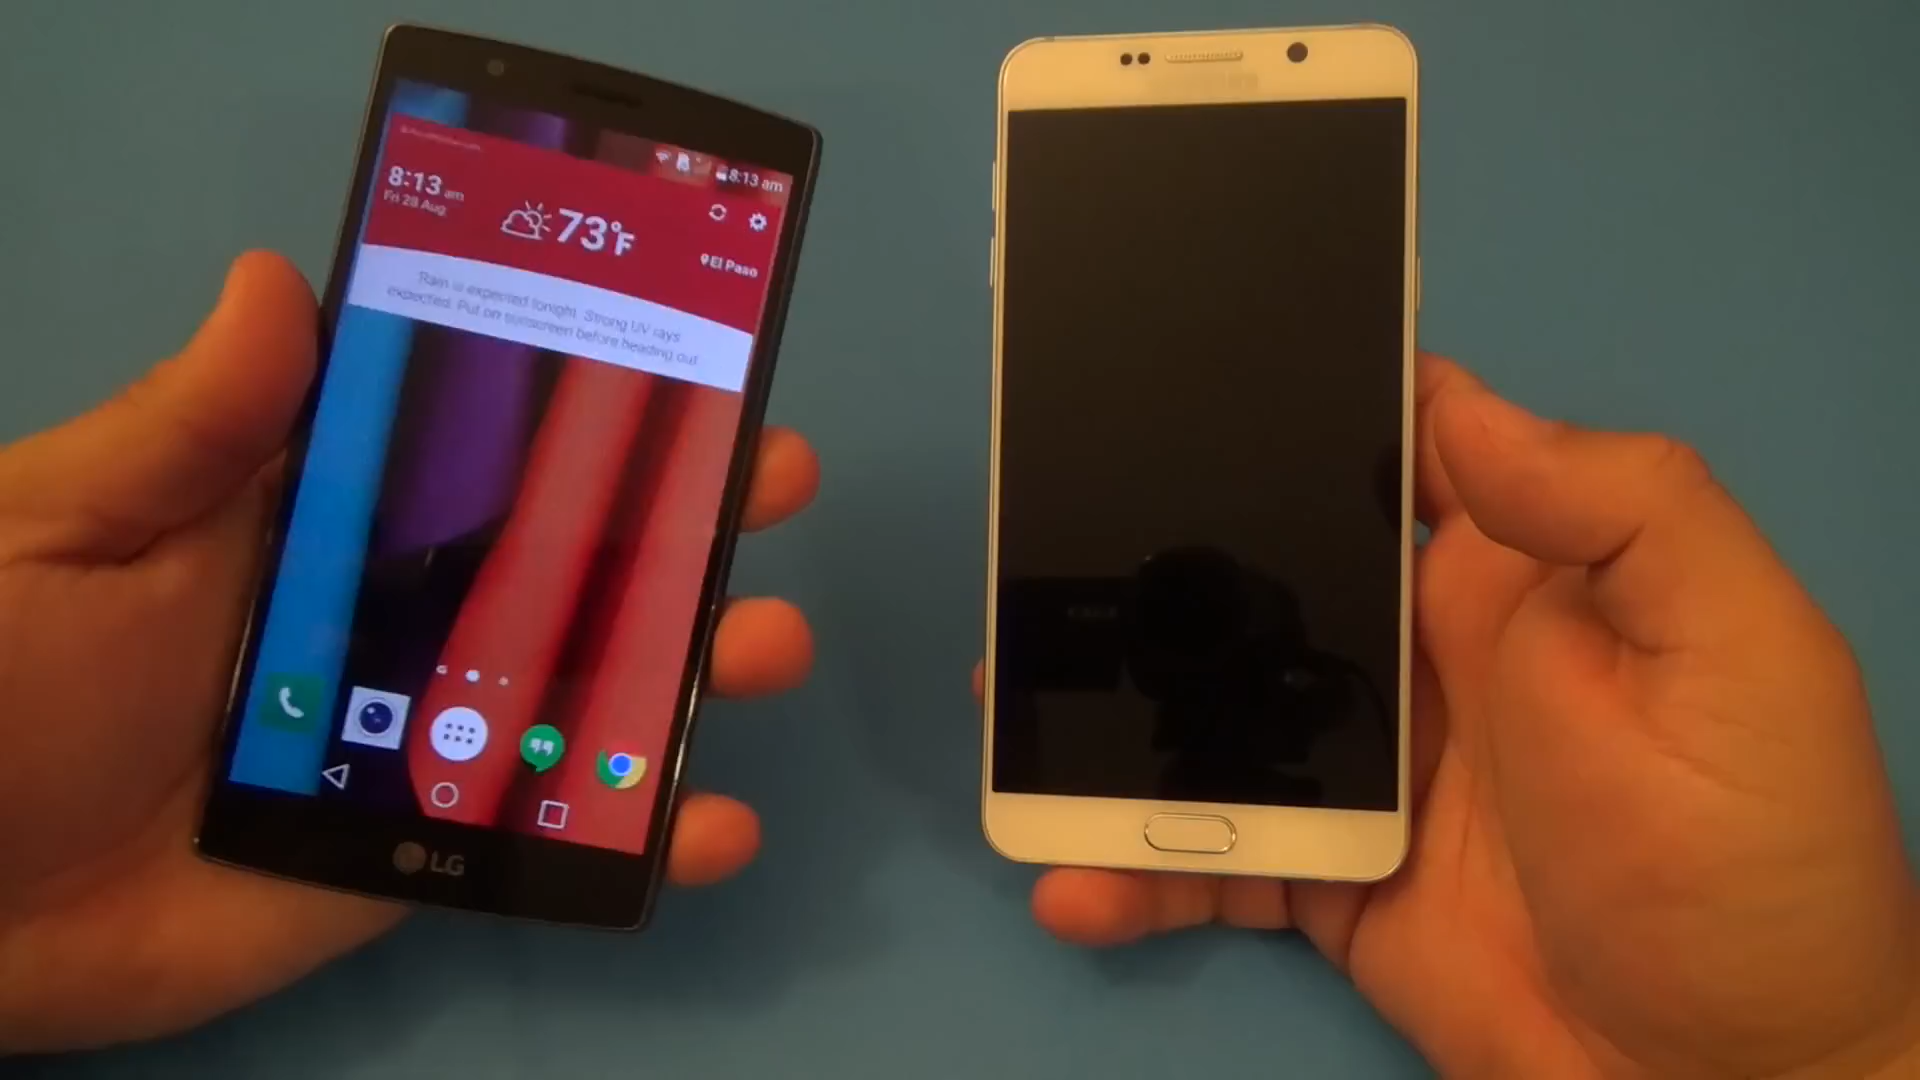 8:13 am
8:13 am
Fri 28 Aug
73°F
El Paso
Rain is expected tonight. Strong UV rays
expected. Put on sunscreen before heading out
LG